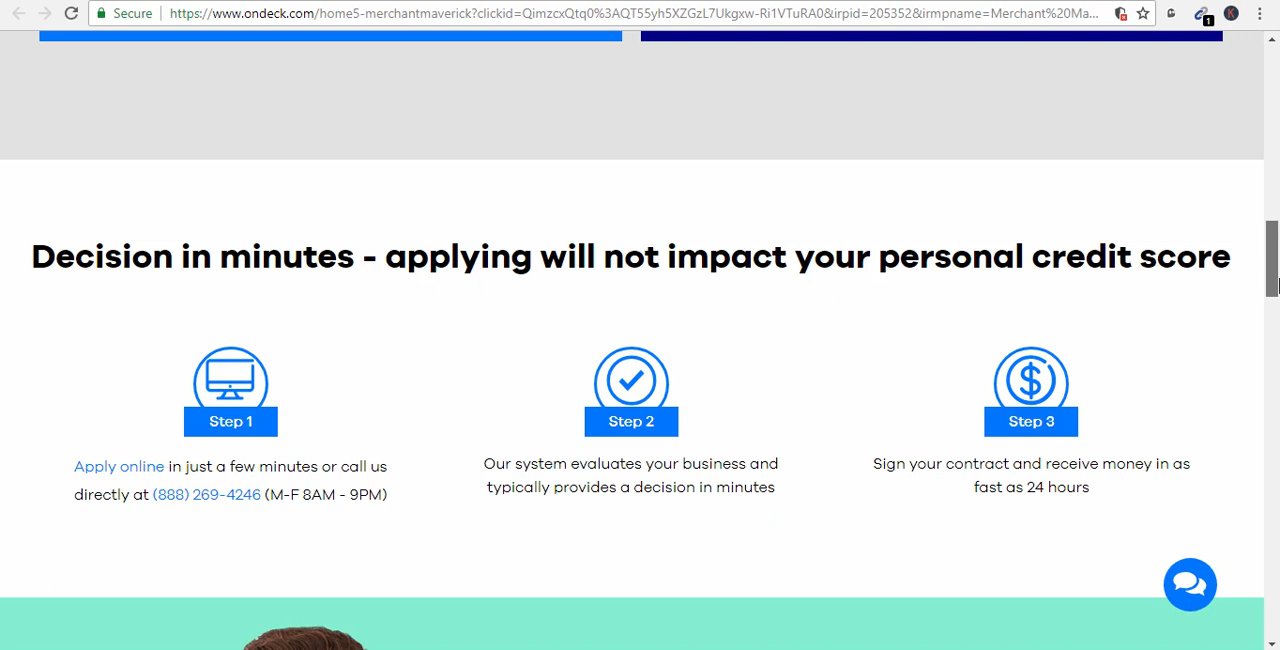 Secure
https://www.ondeck.com/home5-merchantmaverick?clickid=QimzcxQtq0%3AQT55yh5XZGzL7Ukgxw-Ri1VTuRA0&irpid=205352&irmpname=Merchant%20Ma...
1
K
Decision in minutes - applying will not impact your personal credit score
Step 1
Apply online in just a few minutes or call us
directly at (888) 269-4246 (M-F 8AM - 9PM)
Step 2
Our system evaluates your business and
typically provides a decision in minutes
$
Step 3
Sign your contract and receive money in as
fast as 24 hours